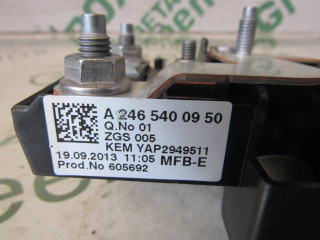 A 246 540 09 50
Q.No 01
ZGS 005
KEM YAP2949511
19.09.2013 11:05 MFB-E
Prod.No 605692